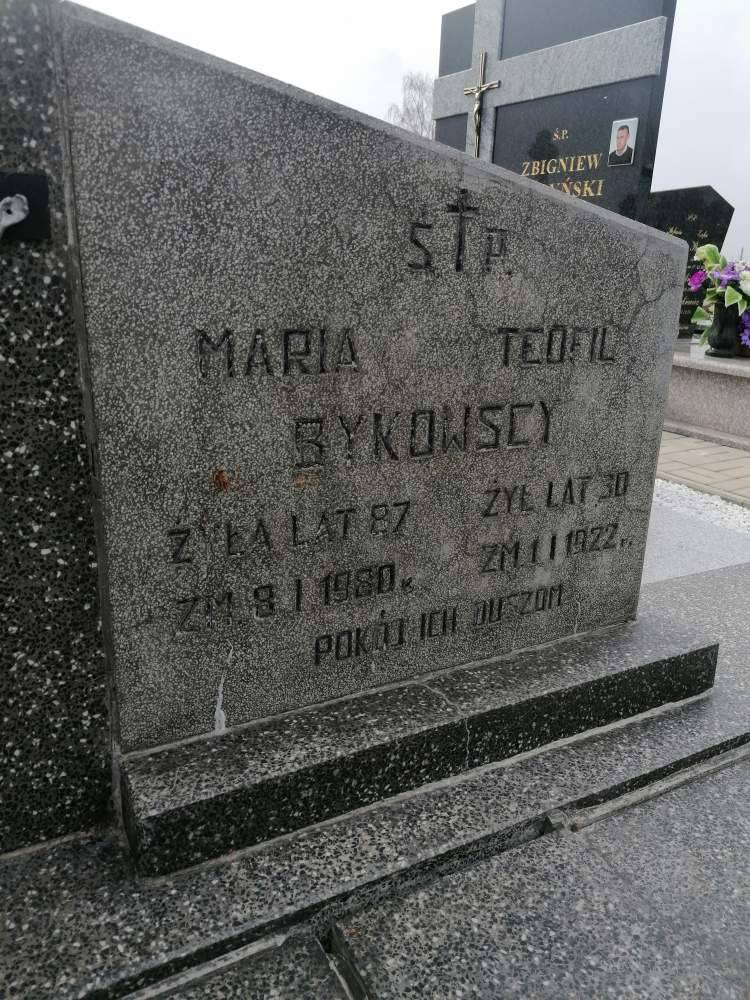 Ś. P.
MARIA TEOFIL
BYKOWSCY
ŻYŁA LAT 87 ŻYŁ LAT 30
ZM. 8 I 1980 R. ZM 1 I 1922 r.
POKÓJ ICH DUSZOM
Ś.P.
ZBIGNIEW